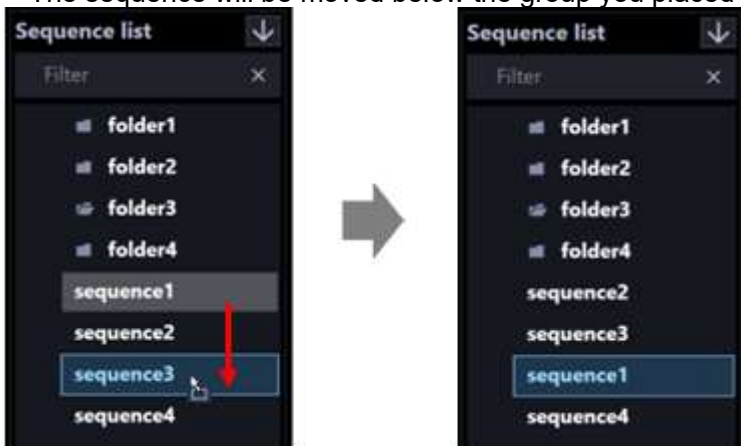 The sequence will be moved below the group you placed
Sequence list
Filter
folder1
folder2
folder3
folder4
sequence1
sequence2
sequence3
sequence4
Sequence list
Filter
folder1
folder2
folder3
folder4
sequence2
sequence3
sequence1
sequence4